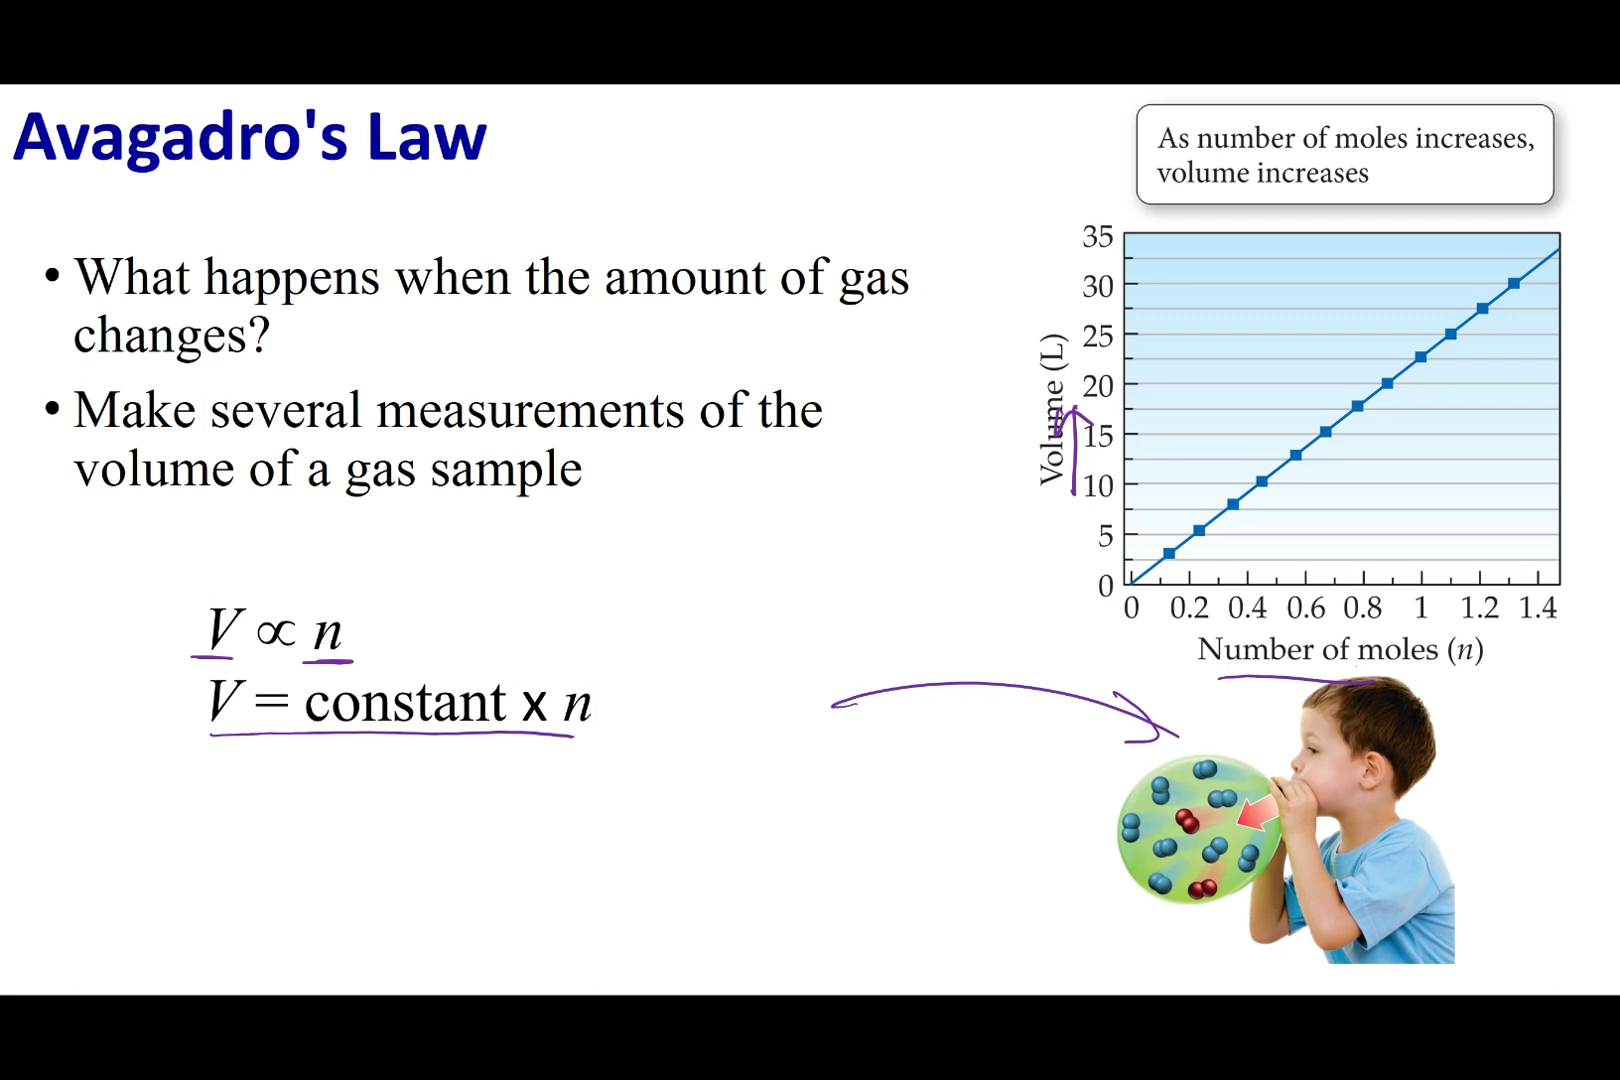 Avagadro's Law
• What happens when the amount of gas
changes?
• Make several measurements of the
volume of a gas sample
V ∝ n
V = constant x n
As number of moles increases,
volume increases
Volume (L)
35
30
25
20
15
10
5
0
0 0.2 0.4 0.6 0.8 1 1.2 1.4
Number of moles (n)